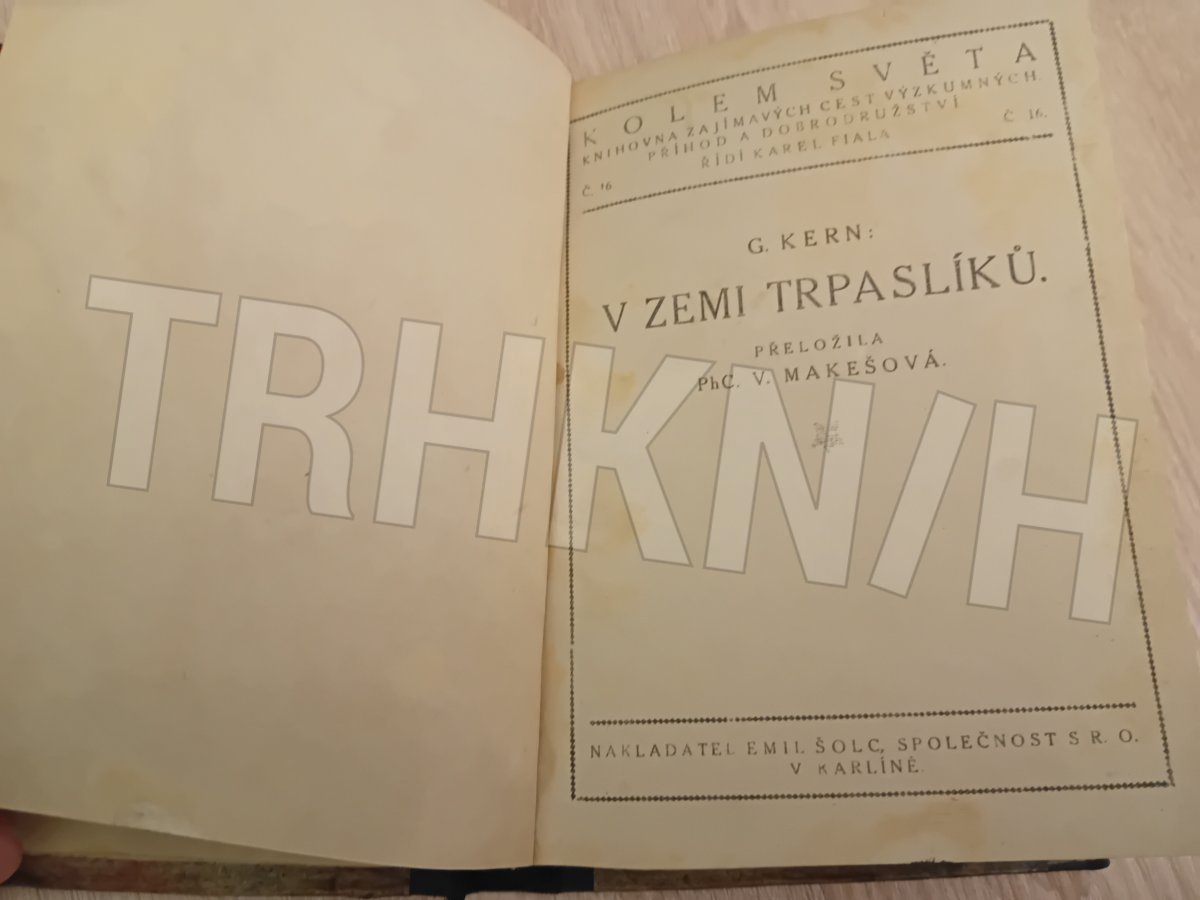 KOLEM SVĚTA
KNIHOVNA ZAJÍMAVÝCH CEST VÝZKUMNÝCH,
PŘÍHOD A DOBRODRUŽSTVÍ
ŘÍDÍ KAREL FIALA
Č. 16 Č 16.
G. KERN:
V ZEMI TRPASLÍKŮ.
PŘELOŽILA
PhC. V. MAKEŠOVÁ.
TRHKN/H
NAKLADATEL EMIL ŠOLC, SPOLEČNOST S R. O.
V KARLÍNĚ.